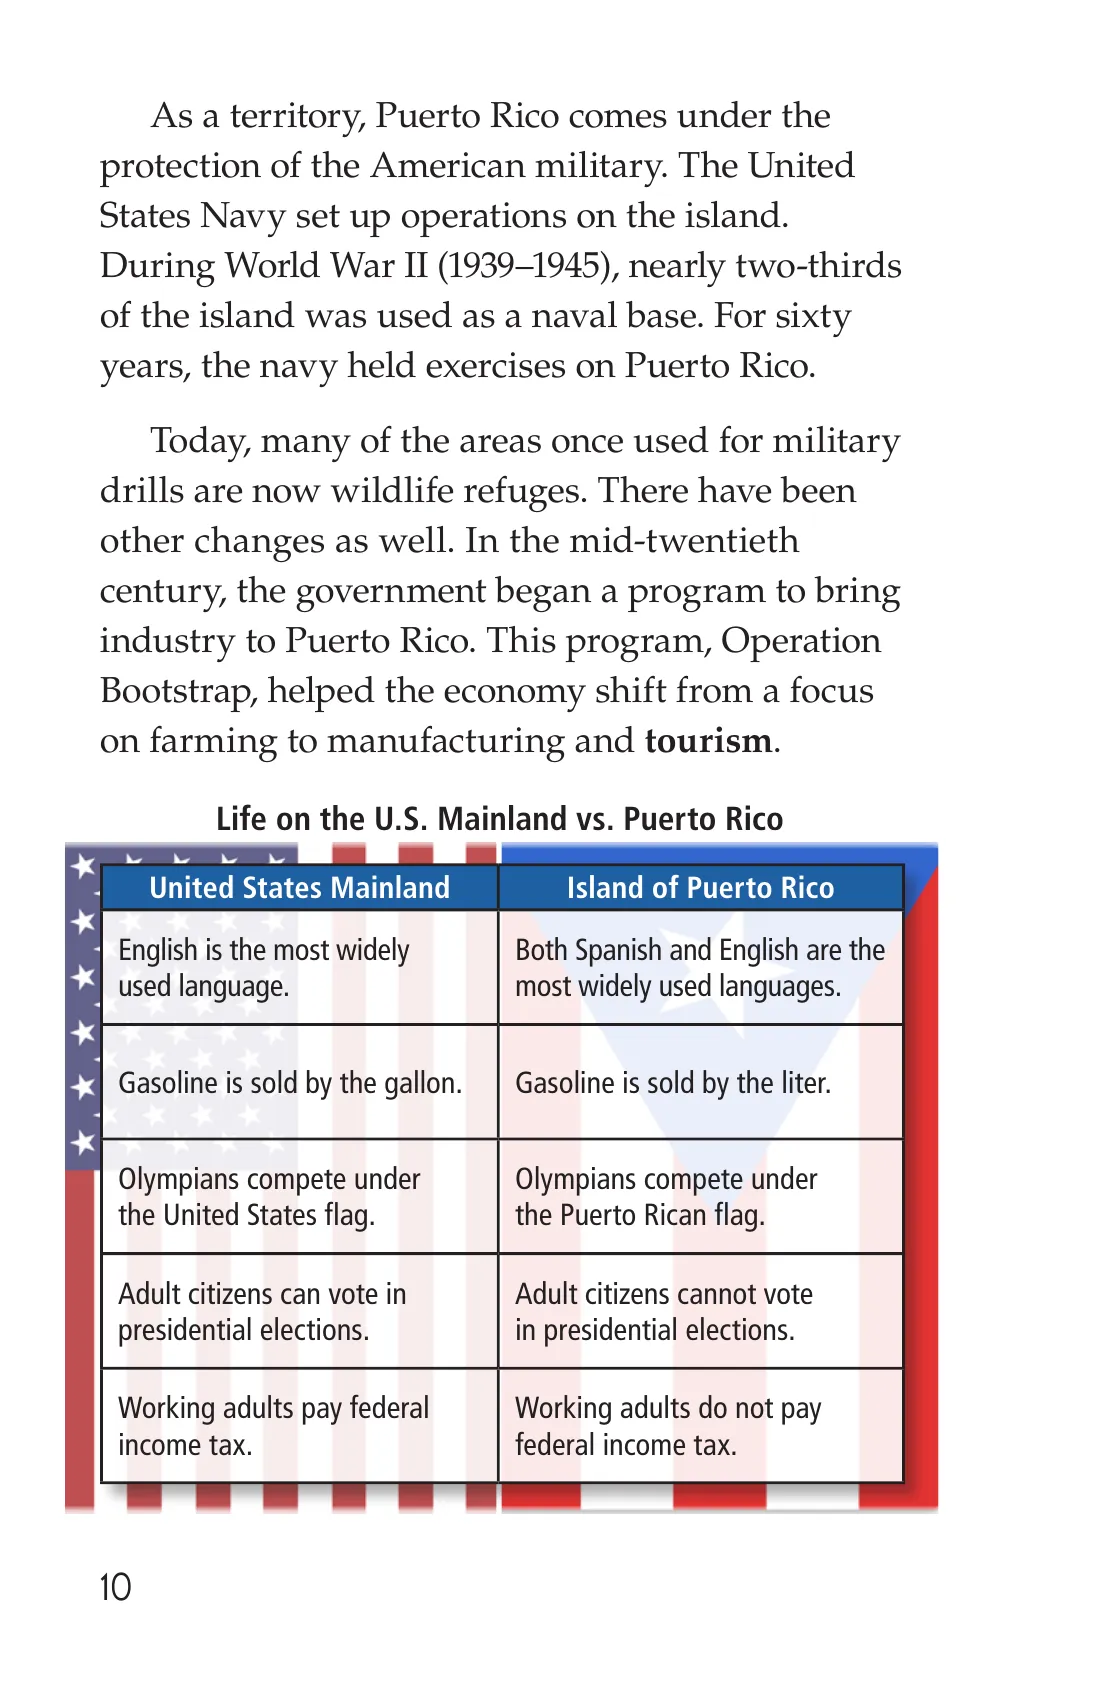 As a territory, Puerto Rico comes under the
protection of the American military. The United
States Navy set up operations on the island.
During World War II (1939–1945), nearly two-thirds
of the island was used as a naval base. For sixty
years, the navy held exercises on Puerto Rico.
Today, many of the areas once used for military
drills are now wildlife refuges. There have been
other changes as well. In the mid-twentieth
century, the government began a program to bring
industry to Puerto Rico. This program, Operation
Bootstrap, helped the economy shift from a focus
on farming to manufacturing and tourism.
Life on the U.S. Mainland vs. Puerto Rico
United States Mainland
Island of Puerto Rico
English is the most widely
used language.
Both Spanish and English are the
most widely used languages.
Gasoline is sold by the gallon.
Gasoline is sold by the liter.
Olympians compete under
the United States flag.
Olympians compete under
the Puerto Rican flag.
Adult citizens can vote in
presidential elections.
Adult citizens cannot vote
in presidential elections.
Working adults pay federal
income tax.
Working adults do not pay
federal income tax.
10